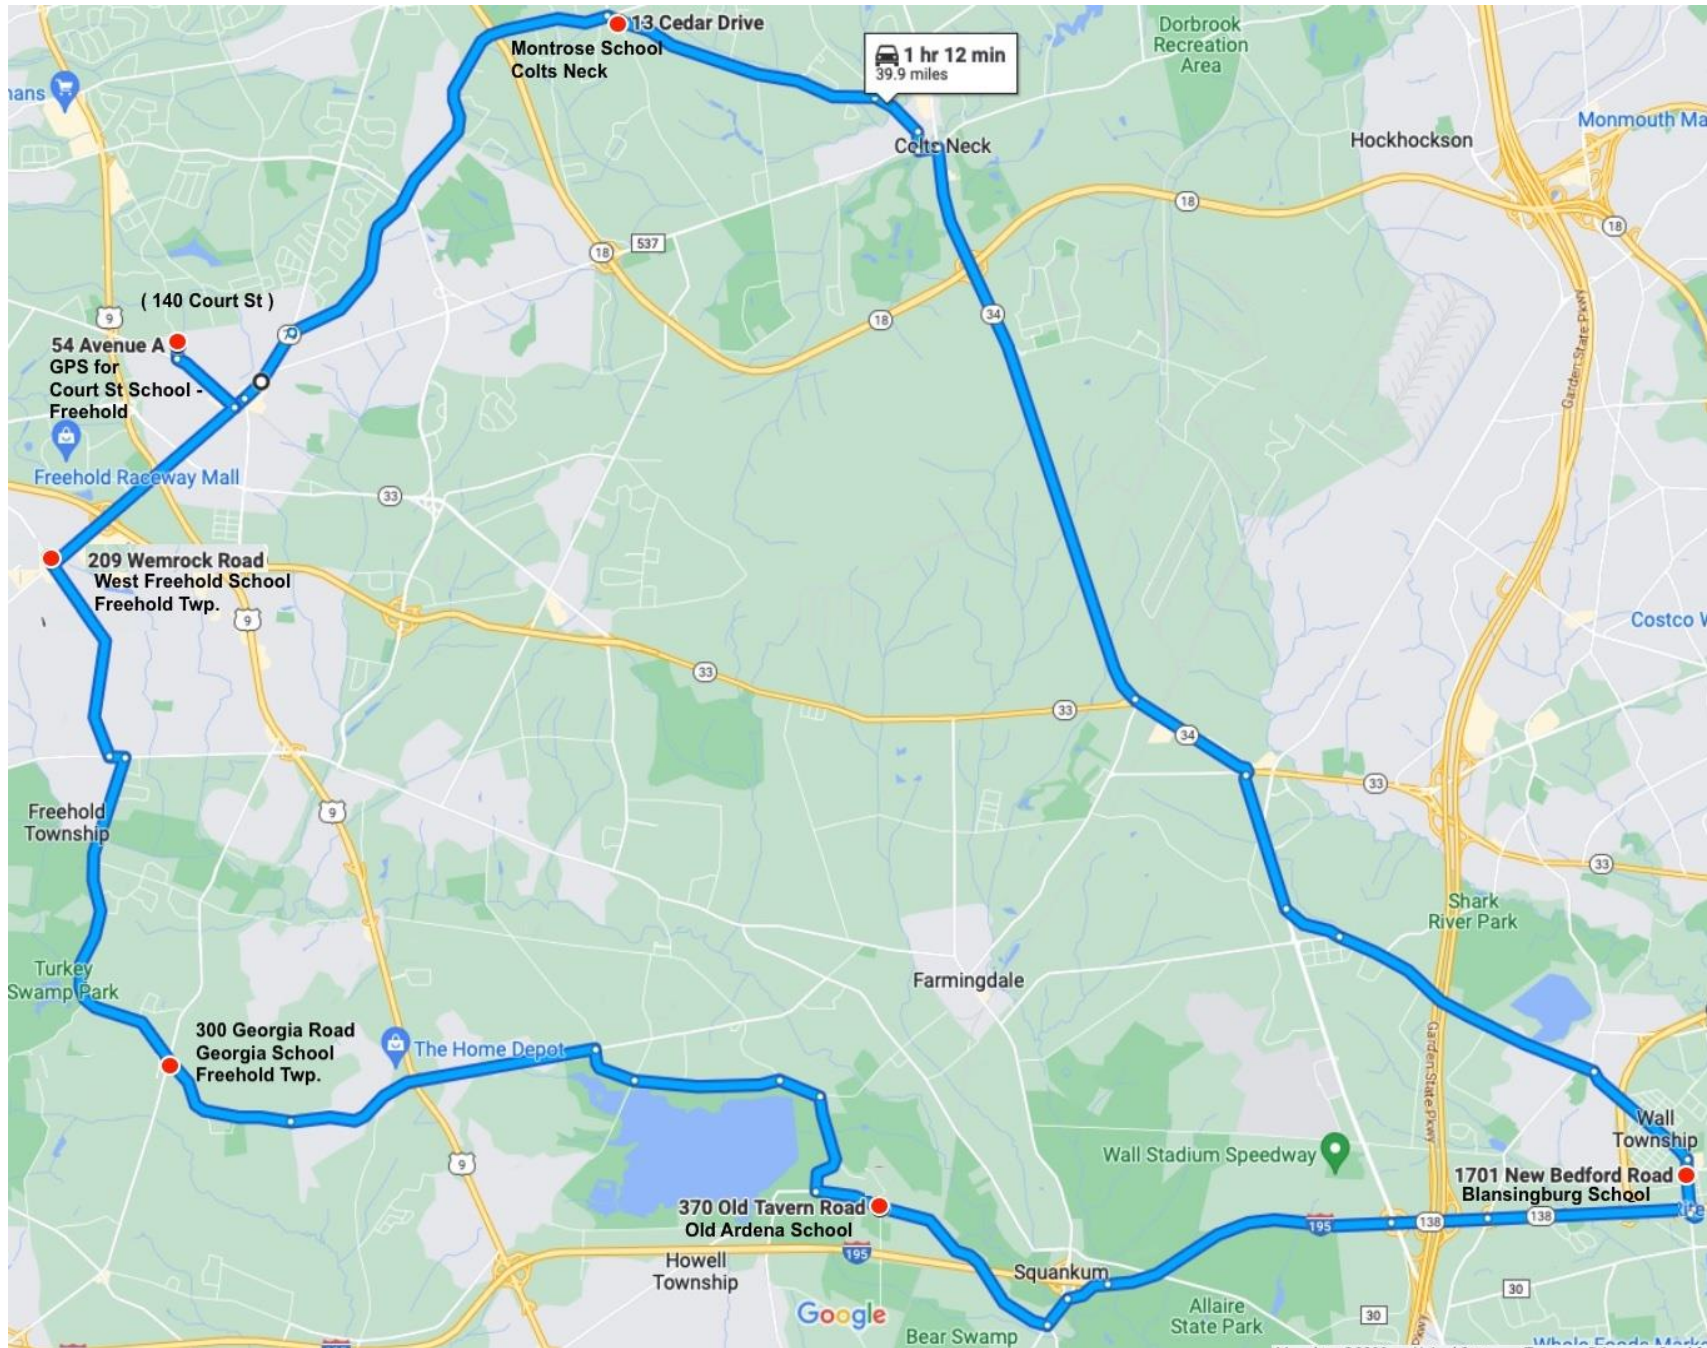 13 Cedar Drive
Montrose School
Colts Neck
Dorbrook
Recreation
Area
1 hr 12 min
39.9 miles
Colts Neck
Hockhockson
18
18
537
18
18
34
( 140 Court St )
9
54 Avenue A
GPS for
Court St School -
Freehold
Garden State Pkwy
Freehold Raceway Mall
33
209 Wemrock Road
West Freehold School
Freehold Twp.
9
33
33
34
33
9
Freehold
Township
33
Shark
River Park
Turkey
Swamp Park
Farmingdale
300 Georgia Road
Georgia School
Freehold Twp.
The Home Depot
Garden State Pkwy
Wall
Township
Wall Stadium Speedway
9
1701 New Bedford Road
Blansingburg School
370 Old Tavern Road
Old Ardena School
195
138
138
195
Howell
Township
Squankum
30
Allaire
State Park
30
Google
Bear Swamp